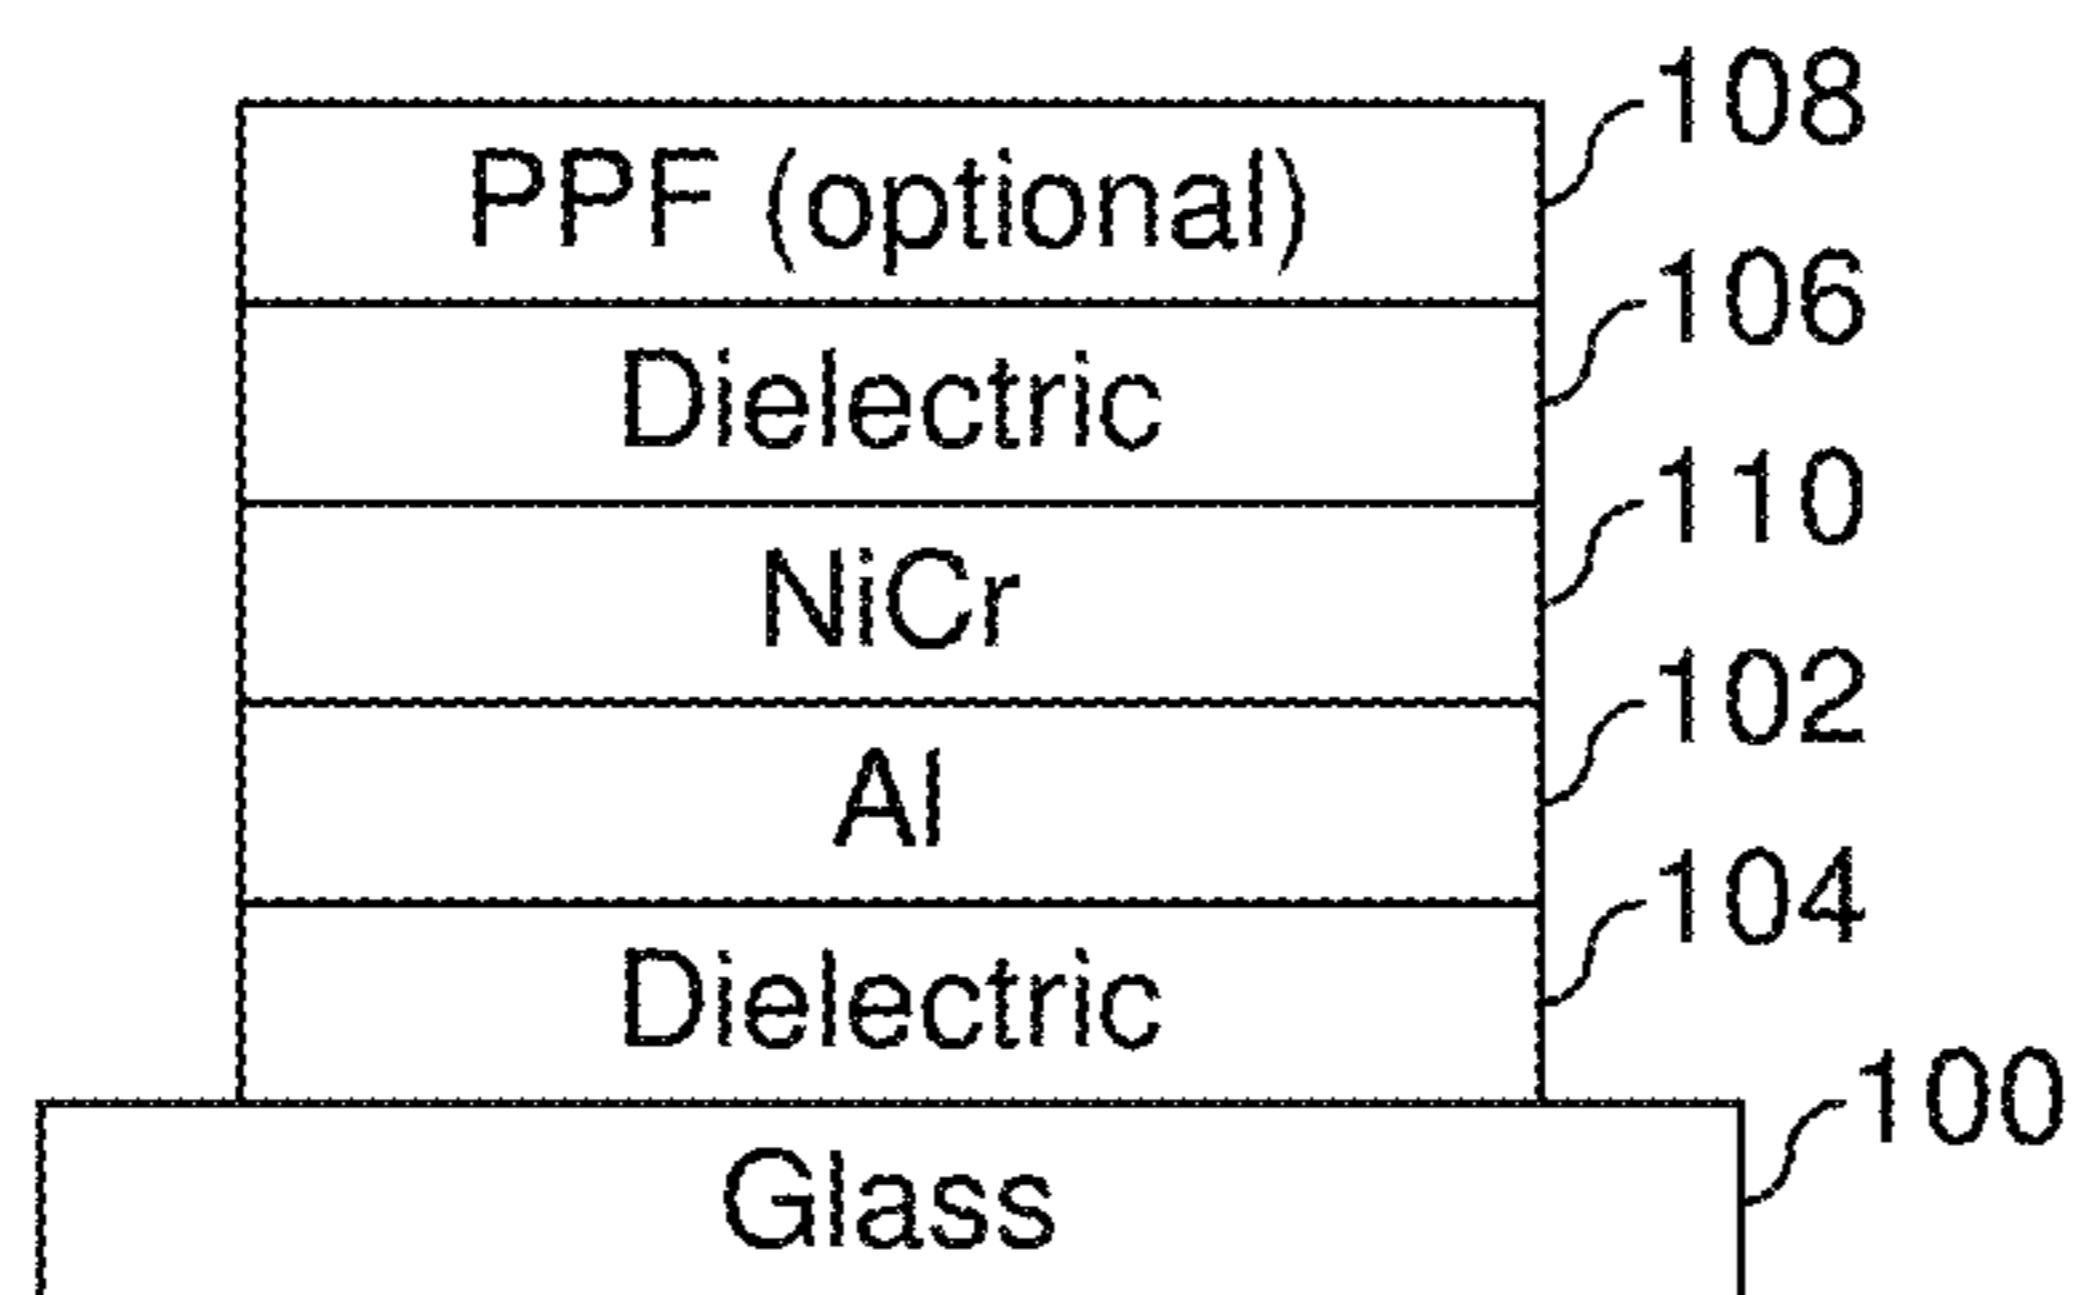 108
PPF (optional)
106
Dielectric
110
NiCr
102
Al
104
Dielectric
100
Glass